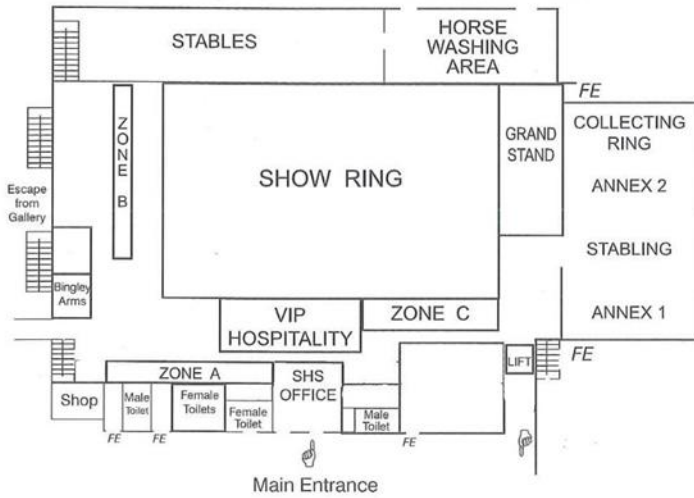 STABLES
HORSE
WASHING
AREA
FE
ZONE B
SHOW RING
GRAND
STAND
COLLECTING
RING
ANNEX 2
Escape
from
Gallery
STABLING
Bingley
Arms
VIP
HOSPITALITY
ZONE C
ANNEX 1
FE
LIFT
ZONE A
SHS
OFFICE
Shop
Male
Toilet
Female
Toilets
Female
Toilet
Male
Toilet
FE
FE
FE
Main Entrance